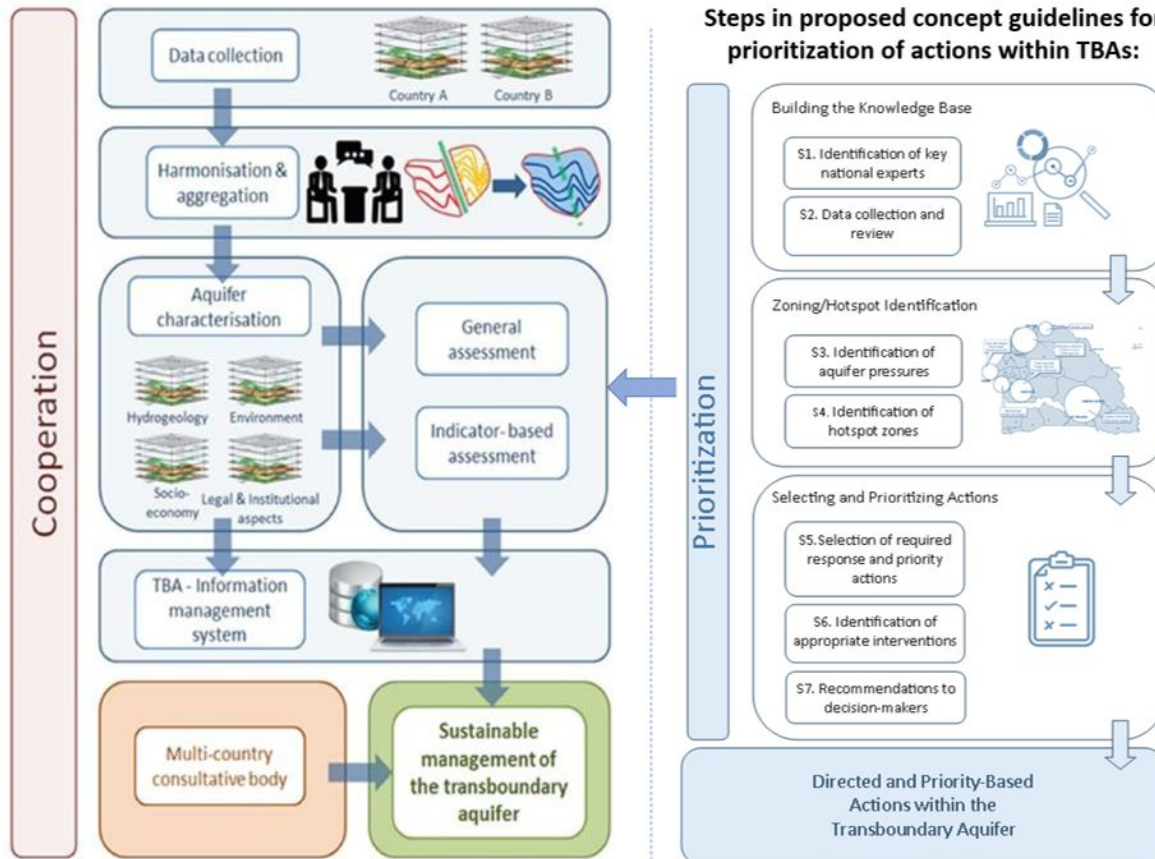 Cooperation
Data collection
Country A
Country B
Harmonisation &
aggregation
Aquifer
characterisation
Hydrogeology
Environment
Socio-
economy
Legal & Institutional
aspects
General
assessment
Indicator-based
assessment
TBA - Information
management
system
Multi-country
consultative body
Sustainable
management of
the transboundary
aquifer
Steps in proposed concept guidelines for
prioritization of actions within TBAs:
Prioritization
Building the Knowledge Base
S1. Identification of key
national experts
S2. Data collection and
review
Zoning/Hotspot Identification
S3. Identification of
aquifer pressures
S4. Identification of
hotspot zones
Selecting and Prioritizing Actions
S5.Selection of required
response and priority
actions
S6. Identification of
appropriate interventions
S7. Recommendations to
decision-makers
Directed and Priority-Based
Actions within the
Transboundary Aquifer